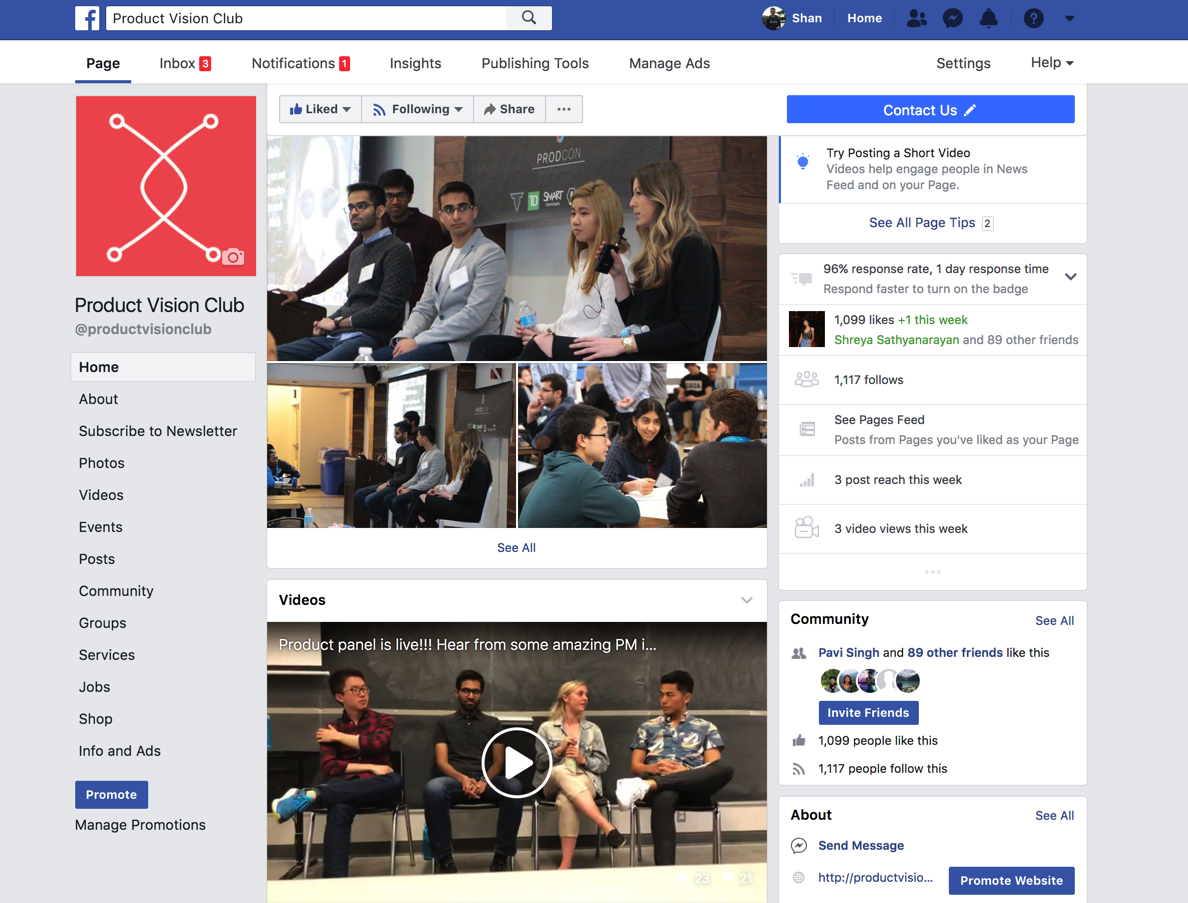 Product Vision Club
Shan
Home
Page
Inbox 3
Notifications 1
Insights
Publishing Tools
Manage Ads
Settings
Help
Liked
Following
Share
Contact Us
Product Vision Club
@productvisionclub
Home
About
Subscribe to Newsletter
Photos
Videos
Events
Posts
Community
Groups
Services
Jobs
Shop
Info and Ads
Promote
Manage Promotions
PRODCON
TD
SMART
See All
Videos
Product panel is live!!! Hear from some amazing PM i...
23 21
Try Posting a Short Video
Videos help engage people in News
Feed and on your Page.
See All Page Tips 2
96% response rate, 1 day response time
Respond faster to turn on the badge
1,099 likes +1 this week
Shreya Sathyanarayan and 89 other friends
1,117 follows
See Pages Feed
Posts from Pages you've liked as your Page
3 post reach this week
3 video views this week
Community
See All
Pavi Singh and 89 other friends like this
Invite Friends
1,099 people like this
1,117 people follow this
About
See All
Send Message
http://productvisio...
Promote Website